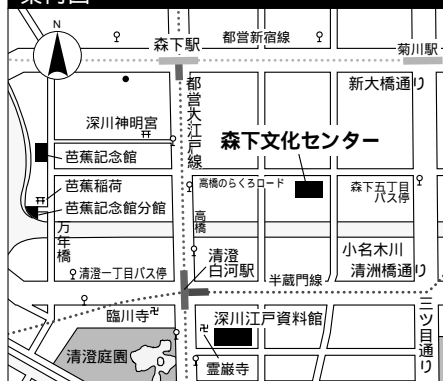 案内図
N
森下駅
都営新宿線
菊川駅
新大橋通り
都営大江戸線
深川神明宮
森下文化センター
芭蕉記念館
高橋のらくろロード
森下五丁目
バス停
芭蕉稲荷
芭蕉記念館分館
高橋
万年橋
小名木川
清澄
白河駅
清洲橋通り
清澄一丁目バス停
半蔵門線
三ツ目通り
臨川寺
深川江戸資料館
清澄庭園
霊巌寺